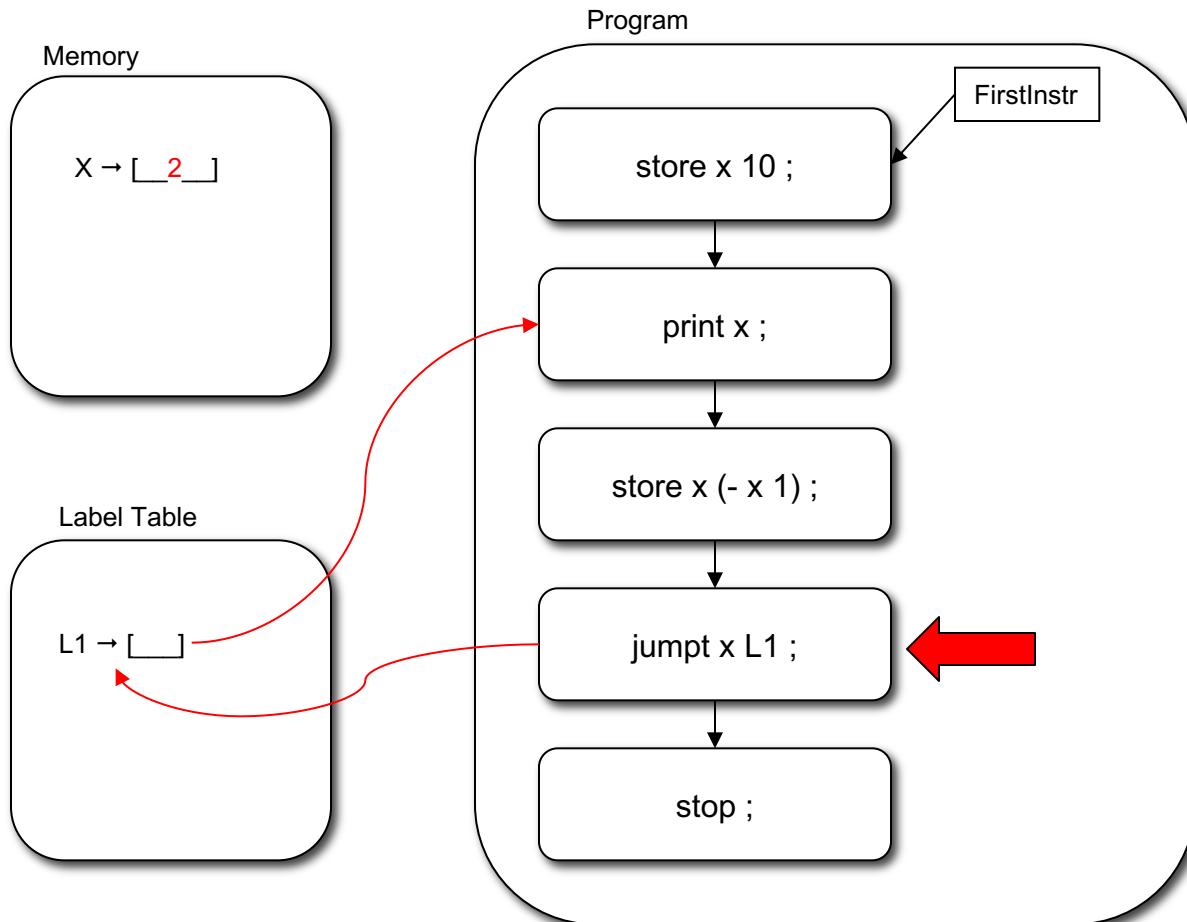 Program
Memory
FirstInstr
X → [__2__]
store x 10 ;
print x ;
store x (- x 1) ;
Label Table
L1 → [___]
jumpt x L1 ;
stop ;